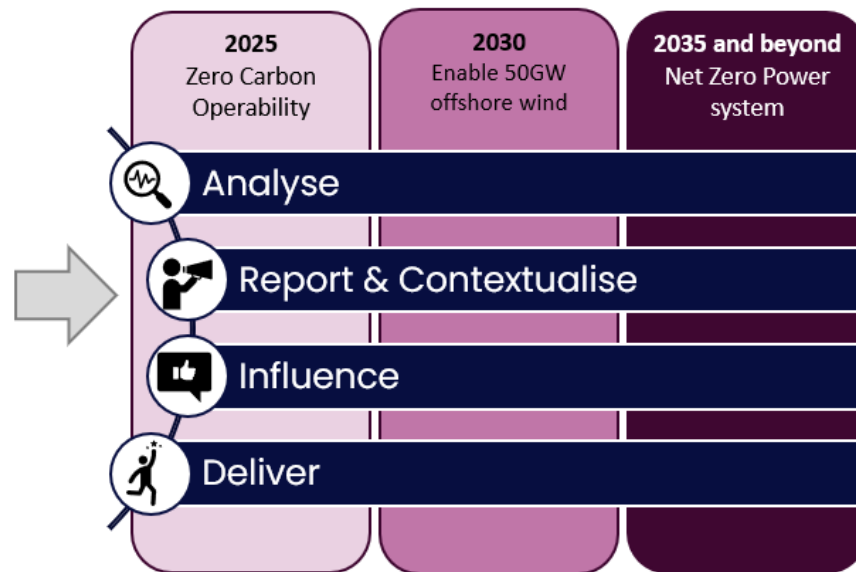 2025
Zero Carbon
Operability
2030
Enable 50GW
offshore wind
2035 and beyond
Net Zero Power
system
Analyse
Report & Contextualise
Influence
Deliver